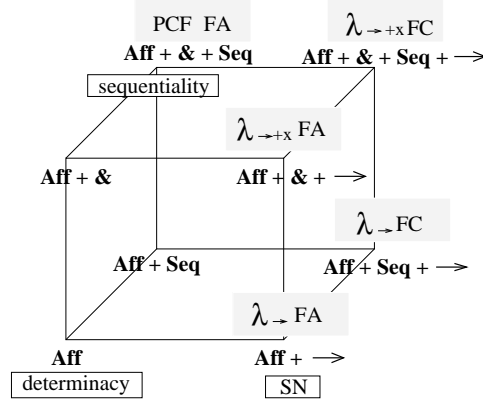 PCF FA
λ→+x FC
Aff + & + Seq
Aff + & + Seq + →
sequentiality
λ→+x FA
Aff + &
Aff + & + →
λ→ FC
Aff + Seq
Aff + Seq + →
λ→ FA
Aff
Aff + →
determinacy
SN